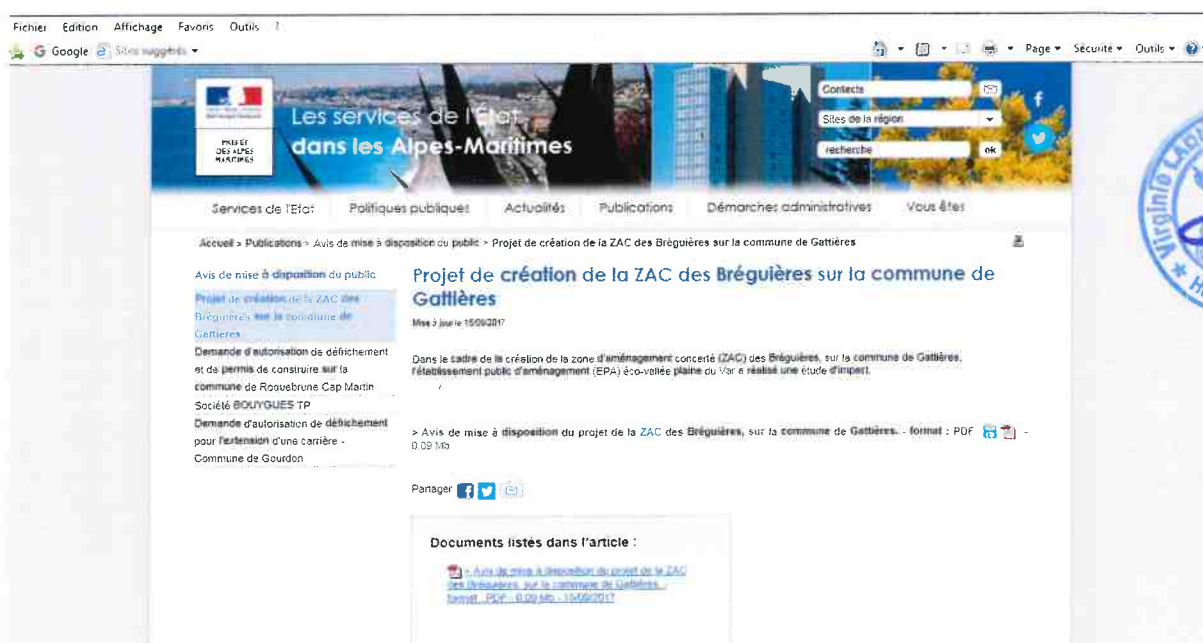 Fichier Edition Affichage Favoris Outils ?
Google Sites suggérés
Page Sécurité Outils
Contacts
Sites de la région
recherche ok
PREFET
DES ALPES
MARITIMES
Les services de l'État
dans les Alpes-Maritimes
Services de l'Etat Politiques publiques Actualités Publications Démarches administratives Vous êtes
Accueil > Publications > Avis de mise à disposition du public > Projet de création de la ZAC des Bréguières sur la commune de Gattières
Avis de mise à disposition du public
Projet de création de la ZAC des
Bréguières sur la commune de
Gattières
Demande d'autorisation de défrichement
et de permis de construire sur la
commune de Roquebrune Cap Martin
Société BOUYGUES TP
Demande d'autorisation de défrichement
pour l'extension d'une carrière -
Commune de Gourdon
Projet de création de la ZAC des Bréguières sur la commune de
Gattières
Mise à jour le 15/09/2017
Dans le cadre de la création de la zone d'aménagement concerté (ZAC) des Bréguières, sur la commune de Gattières,
l'établissement public d'aménagement (EPA) éco-vallée plaine du Var a réalisé une étude d'impact.
> Avis de mise à disposition du projet de la ZAC des Bréguières, sur la commune de Gattières. - format : PDF -
0,09 Mb
Partager
Documents listés dans l'article :
> Avis de mise à disposition du projet de la ZAC
des Bréguières, sur la commune de Gattières. -
format : PDF - 0,09 Mb - 15/09/2017
Virginie